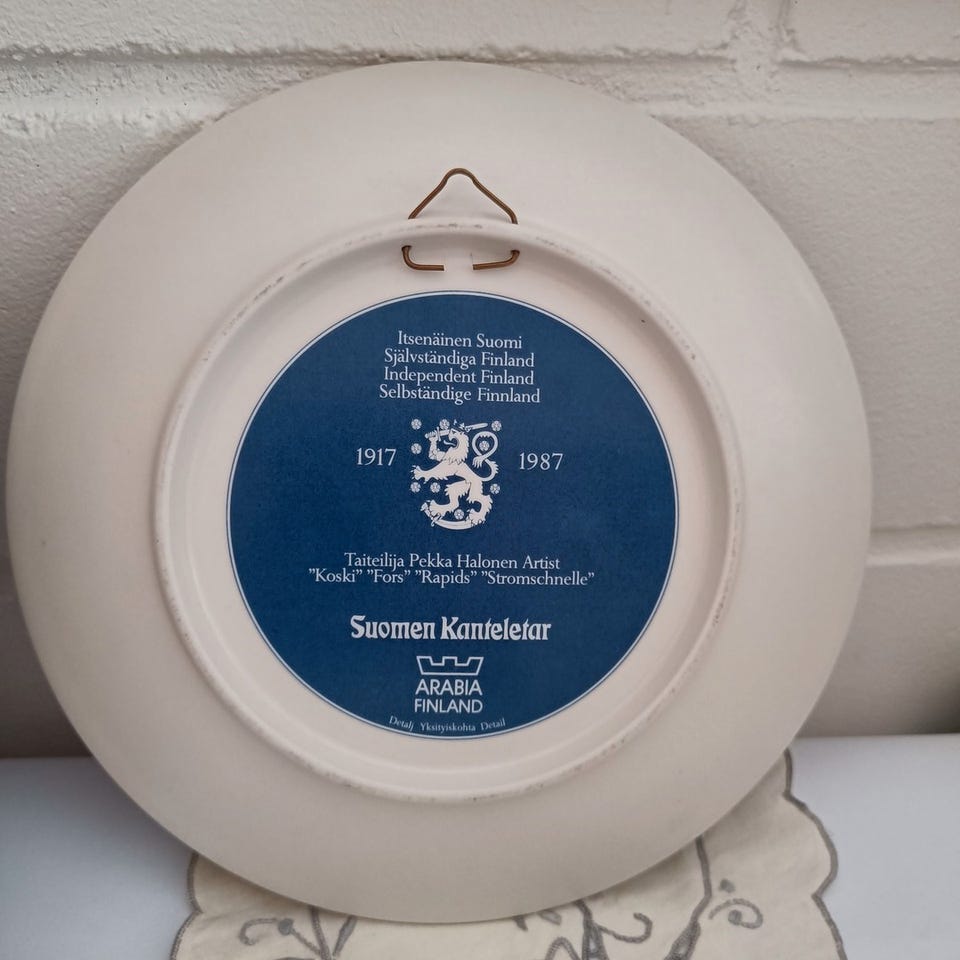 Itsenäinen Suomi
Självständiga Finland
Independent Finland
Selbständige Finnland
1917 1987
Taiteilija Pekka Halonen Artist
”Koski” ”Fors” ”Rapids” ”Stromschnelle”
Suomen Kanteletar
ARABIA
FINLAND
Detalj Yksityiskohta Detail